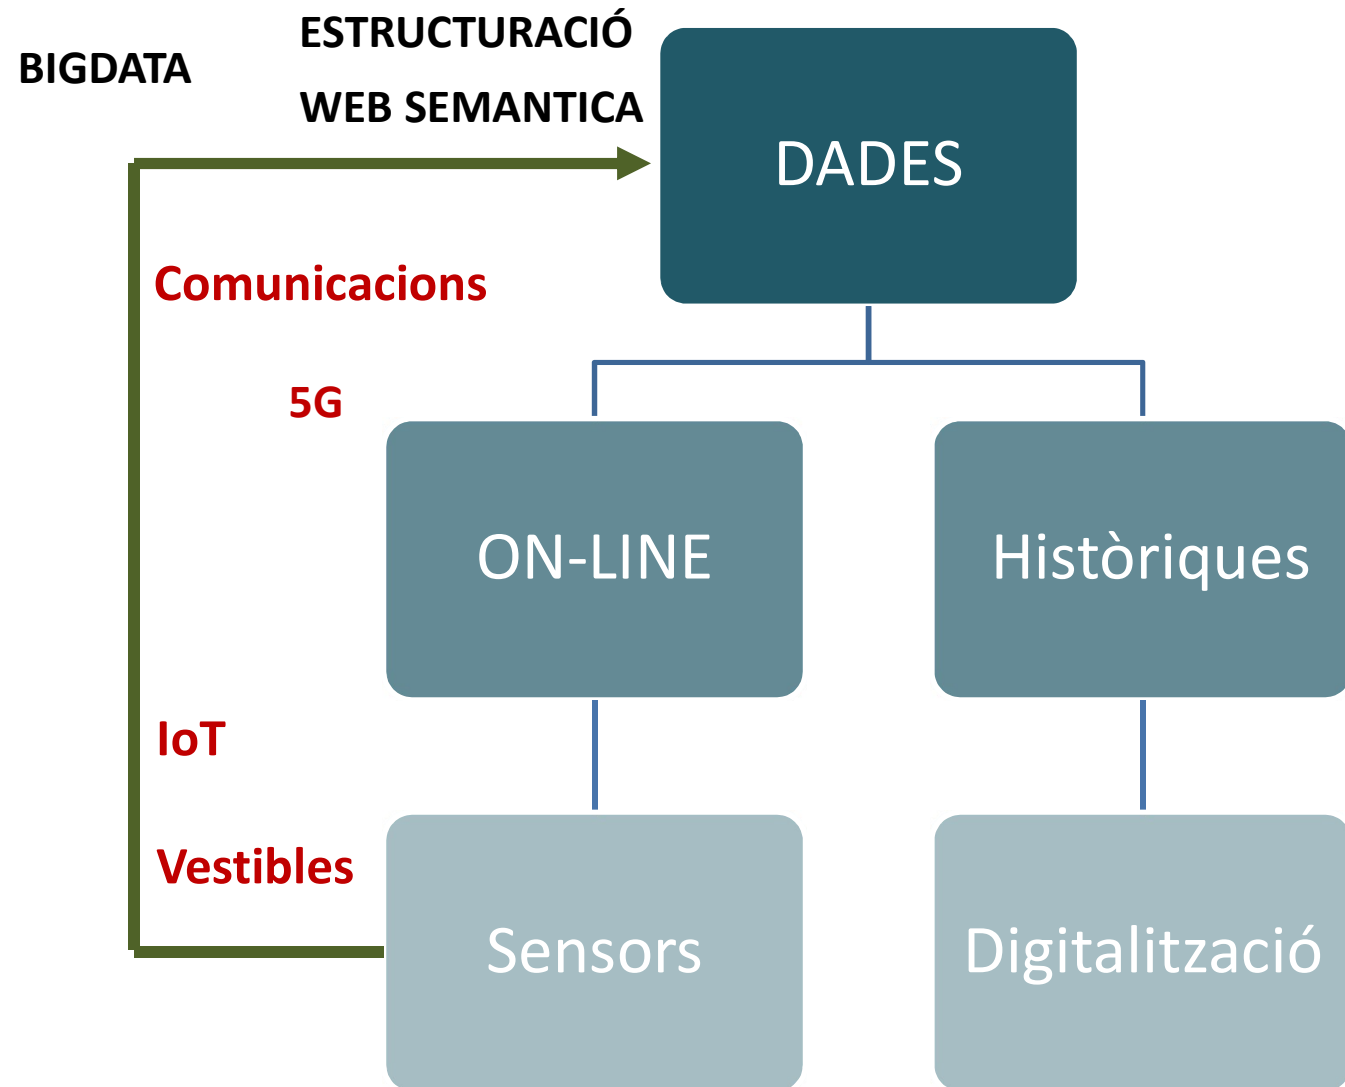 BIGDATA
ESTRUCTURACIÓ
WEB SEMANTICA
DADES
Comunicacions
5G
ON-LINE
Històriques
IoT
Vestibles
Sensors
Digitalització